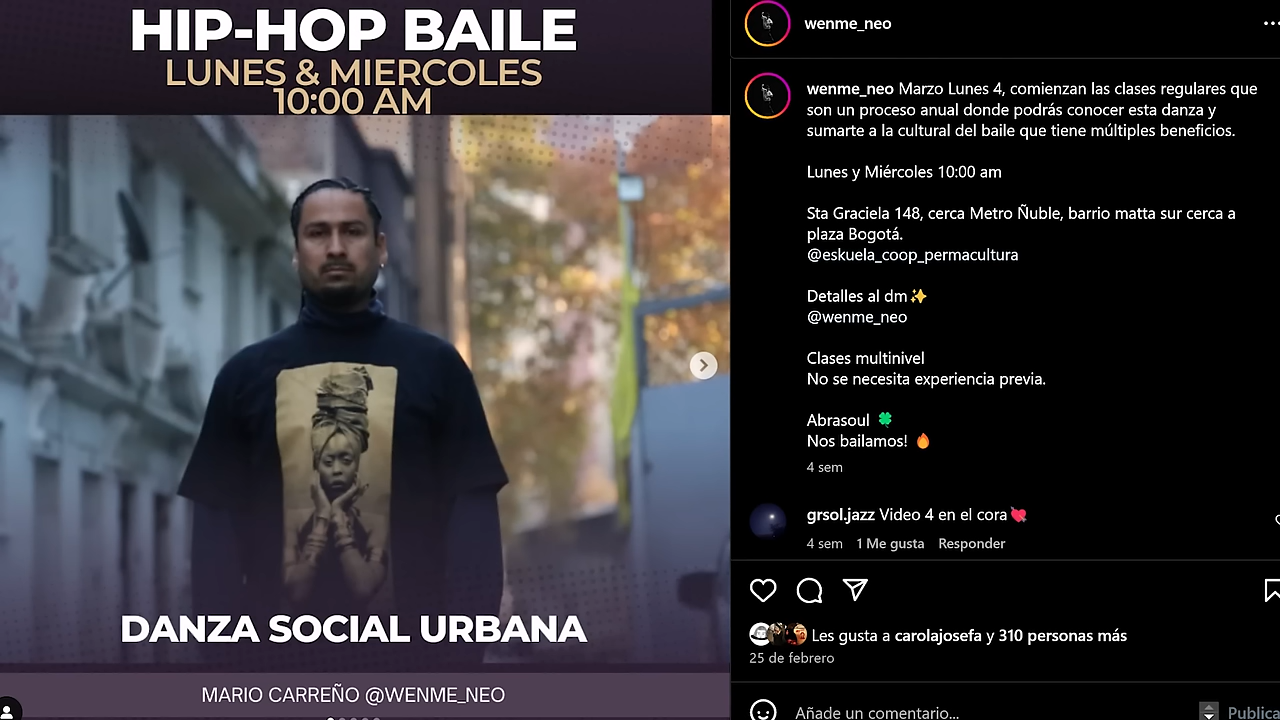 HIP-HOP BAILE
LUNES & MIERCOLES
10:00 AM
DANZA SOCIAL URBANA
MARIO CARREÑO @WENME_NEO
wenme_neo
wenme_neo Marzo Lunes 4, comienzan las clases regulares que
son un proceso anual donde podrás conocer esta danza y
sumarte a la cultural del baile que tiene múltiples beneficios.
Lunes y Miércoles 10:00 am
Sta Graciela 148, cerca Metro Ñuble, barrio matta sur cerca a
plaza Bogotá.
@eskuela_coop_permacultura
Detalles al dm✨
@wenme_neo
Clases multinivel
No se necesita experiencia previa.
Abrasoul 🍀
Nos bailamos! 🔥
4 sem
grsol.jazz Video 4 en el cora💘
4 sem 1 Me gusta Responder
Les gusta a carolajosefa y 310 personas más
25 de febrero
Añade un comentario...
Publica